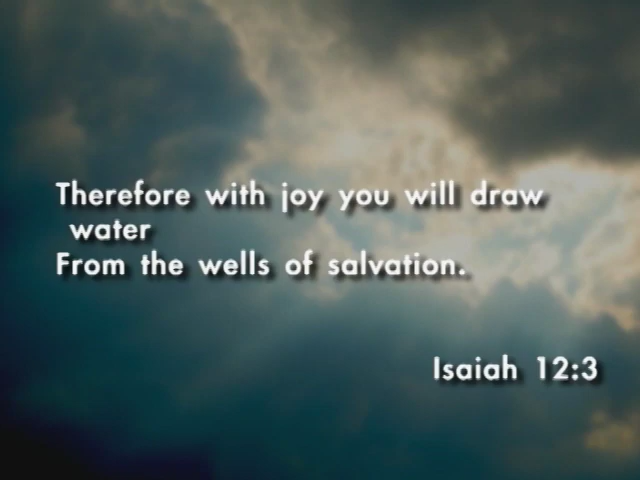 Therefore with joy you will draw
water
From the wells of salvation.
Isaiah 12:3